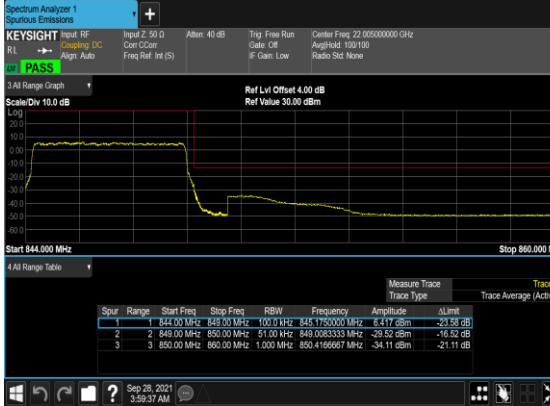 Spectrum Analyzer 1
Spurious Emissions
+
KEYSIGHT Input: RF Input Z: 50 Ω Atten: 40 dB Trig: Free Run Center Freq: 22.005000000 GHz
RL Coupling: DC Corr CCorr Gate: Off Avg|Hold: 100/100
Align: Auto Freq Ref: Int (S) IF Gain: Low Radio Std: None
LXI PASS
3 All Range Graph
Ref Lvl Offset 4.00 dB
Scale/Div 10.0 dB Ref Value 30.00 dBm
Log
20.0
10.0
0.00
-10.0
-20.0
-30.0
-40.0
-50.0
-60.0
Start 844.000 MHz Stop 860.000
4 All Range Table
Measure Trace Trace
Trace Type Trace Average (Acti
Spur Range Start Freq Stop Freq RBW Frequency Amplitude ΔLimit
1 1 844.00 MHz 849.00 MHz 100.0 kHz 845.1750000 MHz 6.417 dBm -23.58 dB
2 2 849.00 MHz 850.00 MHz 51.00 kHz 849.0083333 MHz -29.52 dBm -16.52 dB
3 3 850.00 MHz 860.00 MHz 1.000 MHz 850.4166667 MHz -34.11 dBm -21.11 dB
? Sep 28, 2021
3:59:37 AM